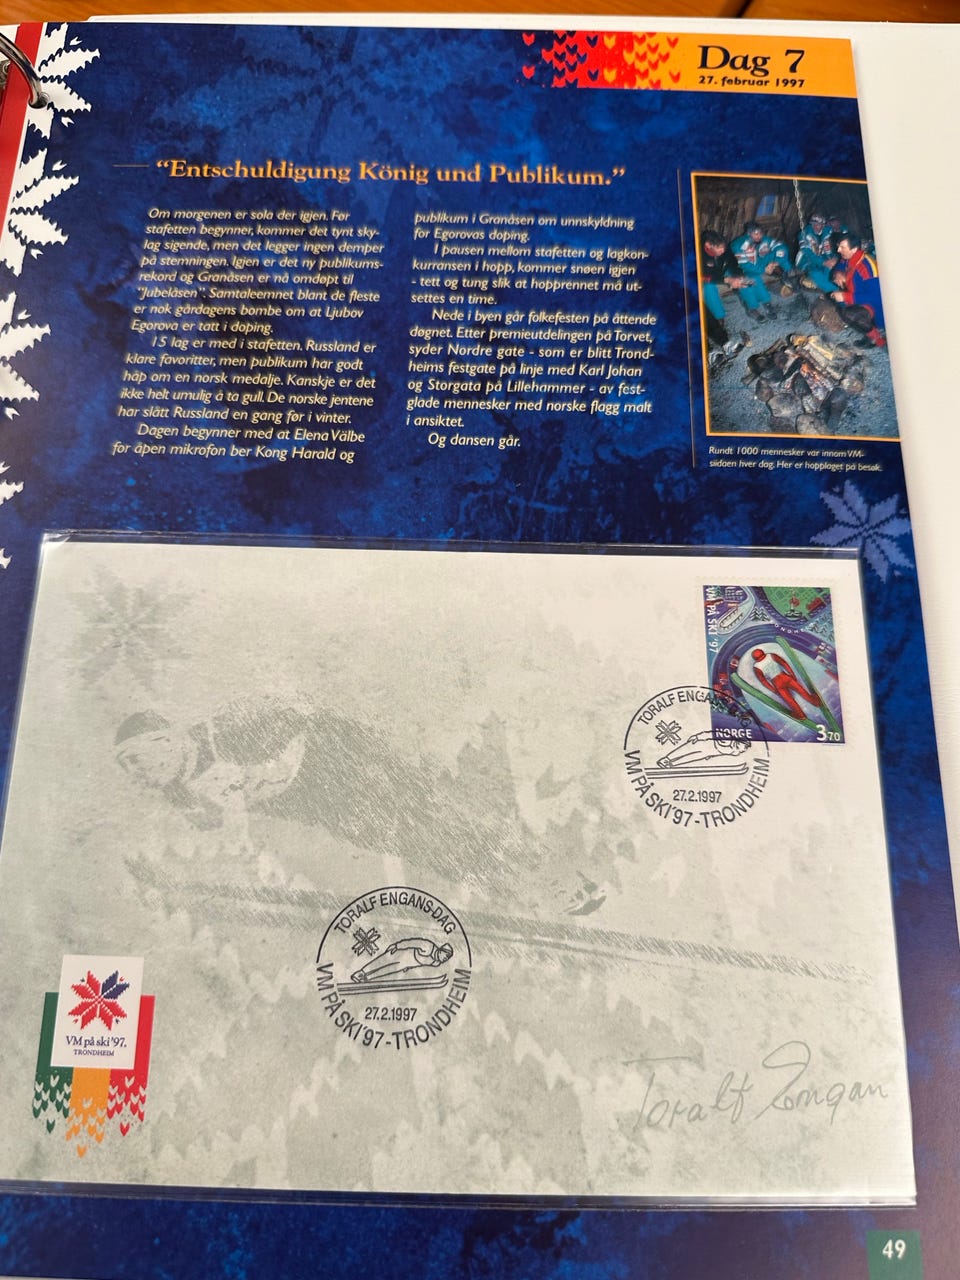 Dag 7
27. februar 1997
“Entschuldigung König und Publikum.”
Om morgenen er sola der igjen. Før
stafetten begynner, kommer det tynt sky-
lag sigende, men det legger ingen demper
på stemningen. Igjen er det ny publikums-
rekord og Granåsen er nå omdøpt til
"Jubelåsen". Samtaleemnet blant de fleste
er nok gårdagens bombe om at Ljubov
Egorova er tatt i doping.
15 lag er med i stafetten. Russland er
klare favoritter, men publikum har godt
håp om en norsk medalje. Kanskje er det
ikke helt umulig å ta gull. De norske jentene
har slått Russland en gang før i vinter.
Dagen begynner med at Elena Välbe
for åpen mikrofon ber Kong Harald og
publikum i Granåsen om unnskyldning
for Egorovas doping.
I pausen mellom stafetten og lagkon-
kurransen i hopp, kommer snøen igjen
- tett og tung slik at hopprennet må ut-
settes en time.
Nede i byen går folkefesten på åttende
døgnet. Etter premieutdelingen på Torvet,
syder Nordre gate - som er blitt Trond-
heims festgate på linje med Karl Johan
og Storgata på Lillehammer - av fest-
glade mennesker med norske flagg malt
i ansiktet.
Og dansen går.
Rundt 1000 mennesker var innom VM-
siidaen hver dag. Her er hopplaget på besøk.
VM PÅ SKI '97
TRONDHEIM
NORGE 3.70
TORALF ENGANS-DAG
27.2.1997
VM PÅ SKI'97-TRONDHEIM
TORALF ENGANS-DAG
27.2.1997
VM PÅ SKI'97-TRONDHEIM
VM på ski '97.
TRONDHEIM
Toralf Engan
49